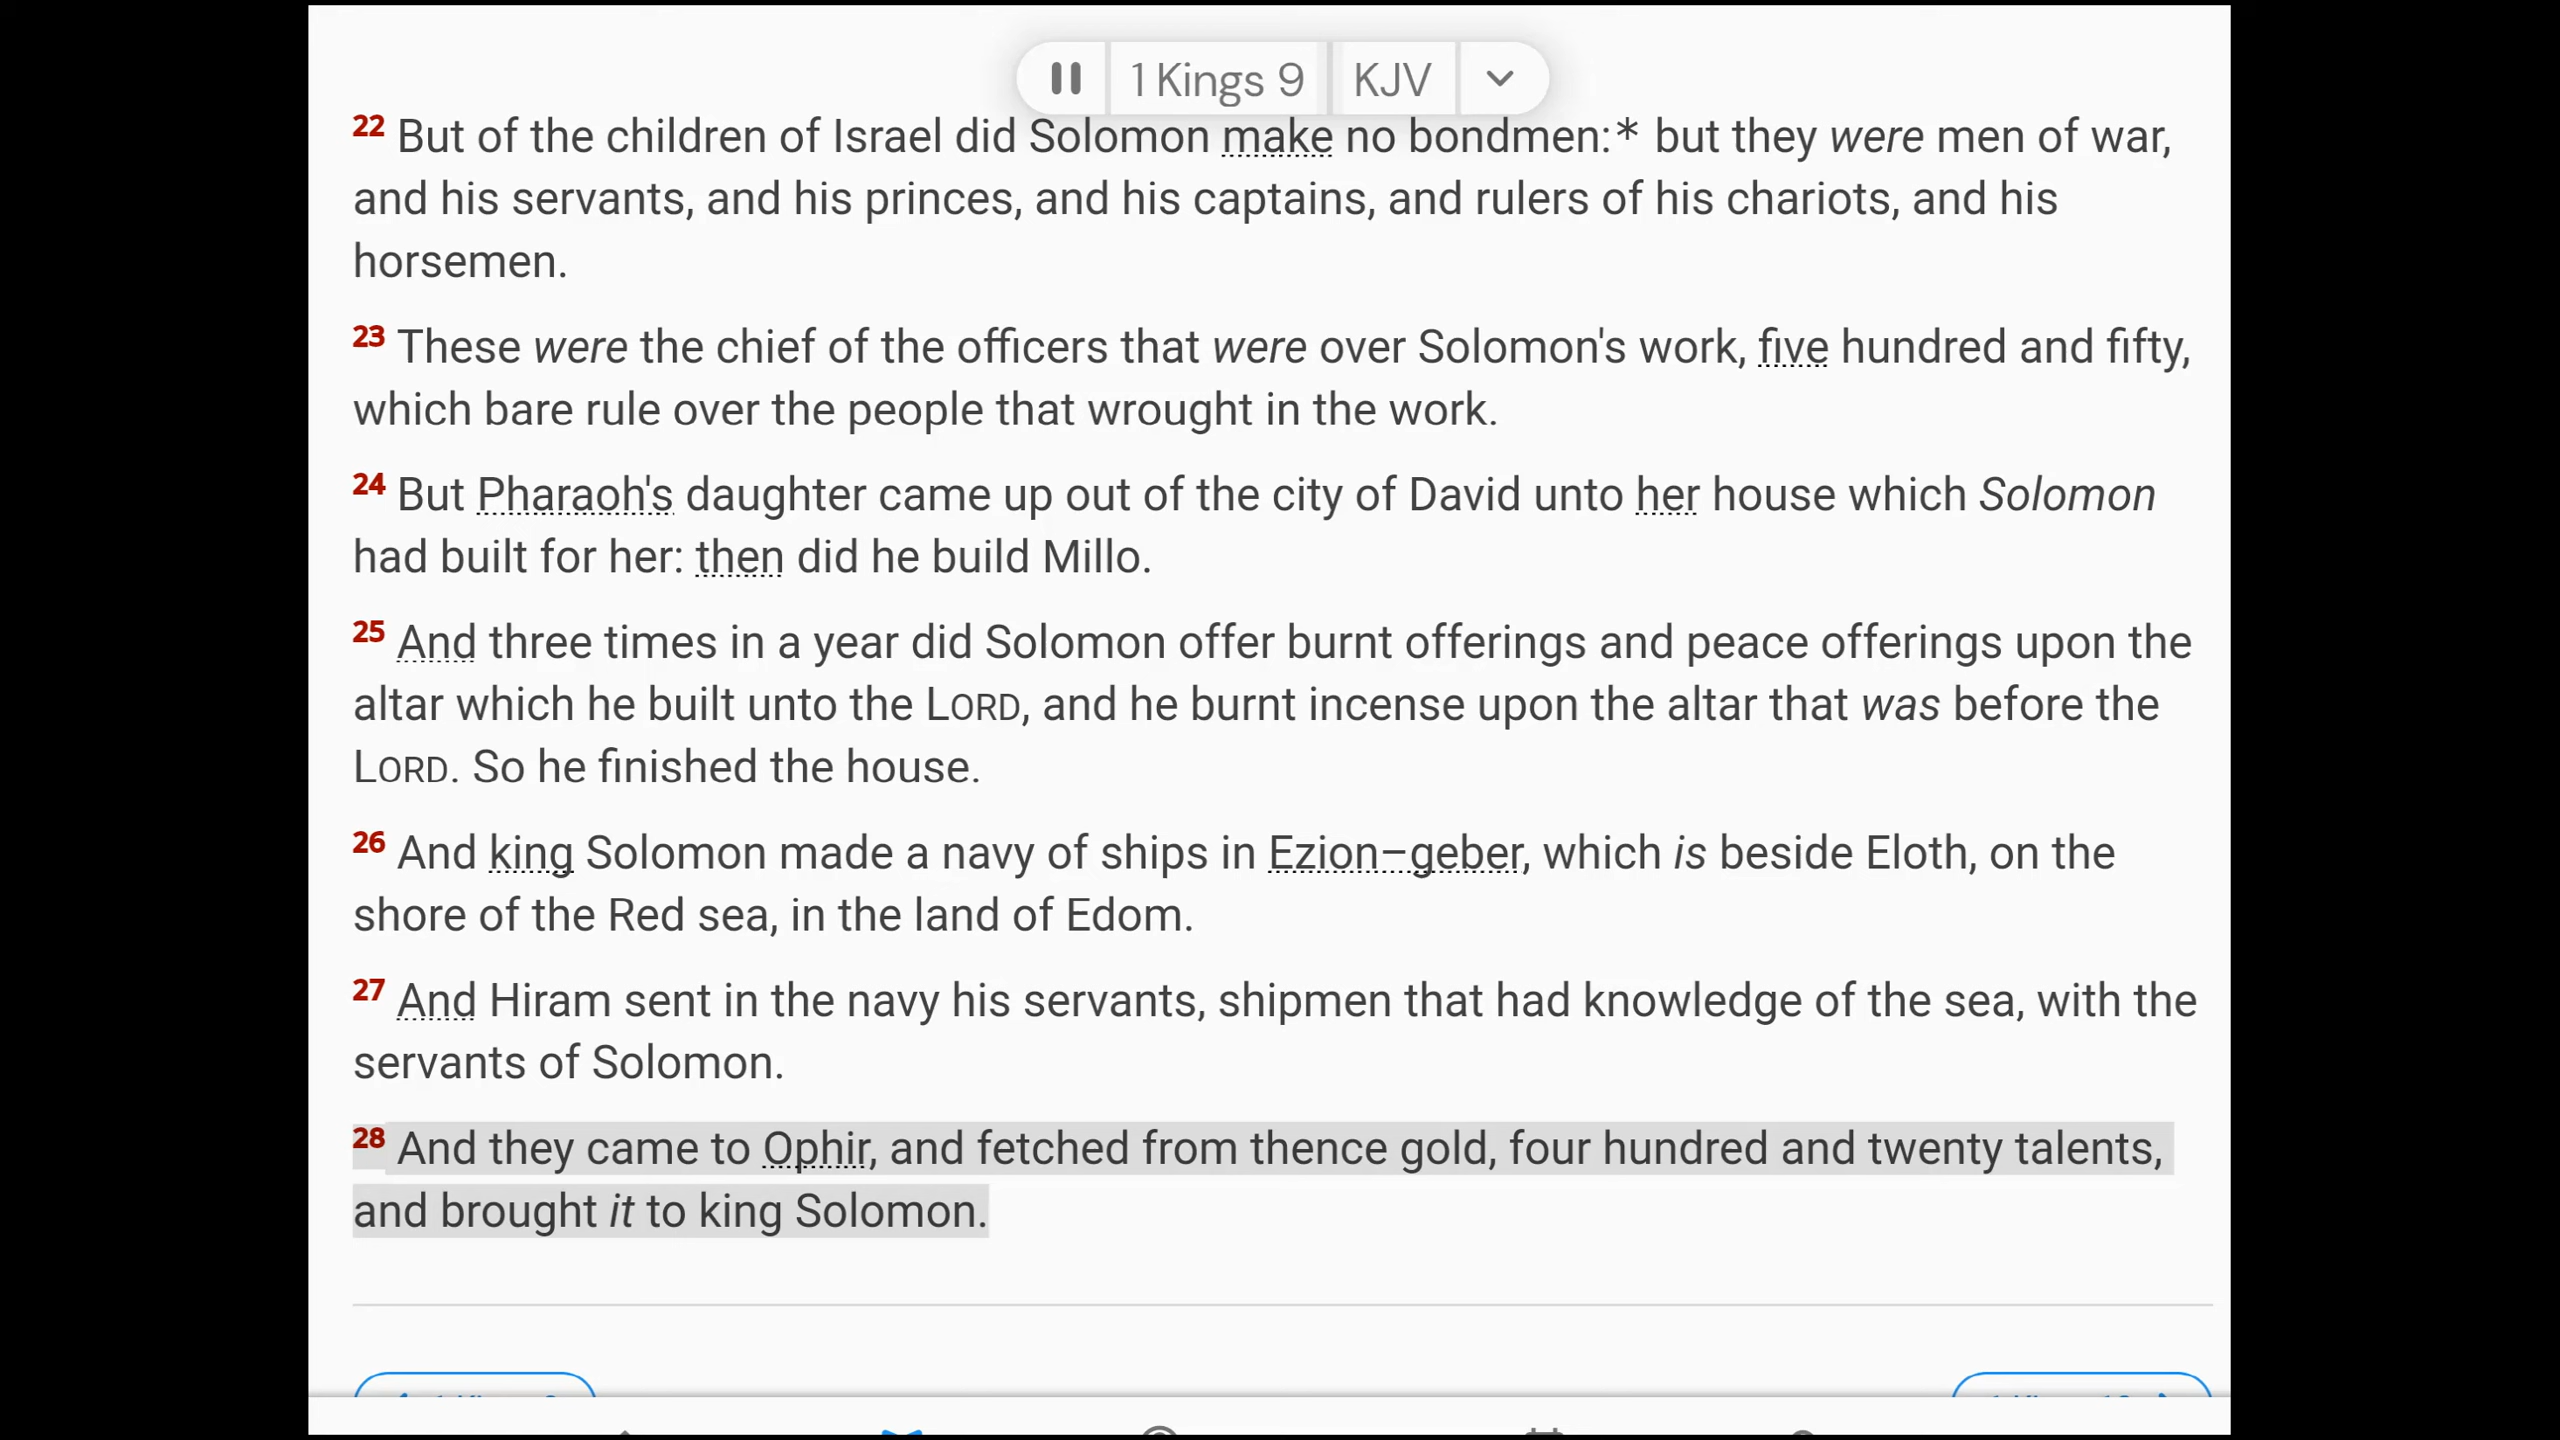 1 Kings 9 KJV
22 But of the children of Israel did Solomon make no bondmen:* but they were men of war,
and his servants, and his princes, and his captains, and rulers of his chariots, and his
horsemen.
23 These were the chief of the officers that were over Solomon's work, five hundred and fifty,
which bare rule over the people that wrought in the work.
24 But Pharaoh's daughter came up out of the city of David unto her house which Solomon
had built for her: then did he build Millo.
25 And three times in a year did Solomon offer burnt offerings and peace offerings upon the
altar which he built unto the LORD, and he burnt incense upon the altar that was before the
LORD. So he finished the house.
26 And king Solomon made a navy of ships in Ezion–geber, which is beside Eloth, on the
shore of the Red sea, in the land of Edom.
27 And Hiram sent in the navy his servants, shipmen that had knowledge of the sea, with the
servants of Solomon.
28 And they came to Ophir, and fetched from thence gold, four hundred and twenty talents,
and brought it to king Solomon.